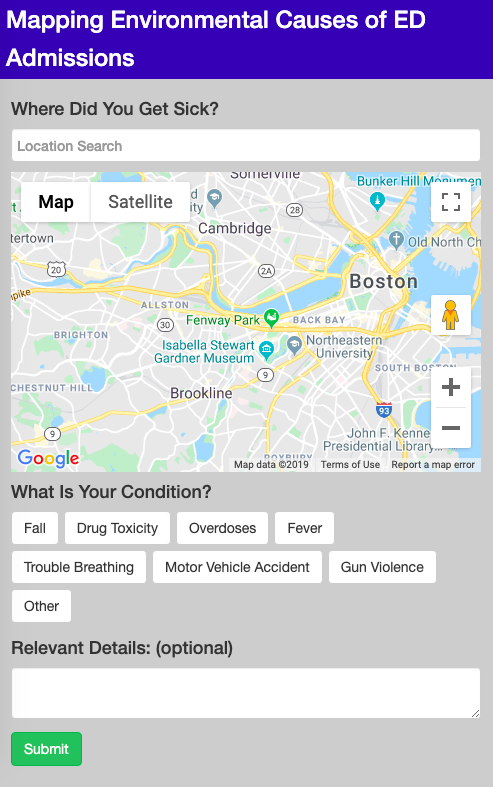 Mapping Environmental Causes of ED
Admissions
Where Did You Get Sick?
Location Search
Somerville
Bunker Hill Monumen
Map
Satellite
ity
28
Cambridge
Old North Ch
tertown
20
2A
Boston
pike
ALLSTON
Fenway Park
BACK BAY
30
BRIGHTON
Isabella Stewart
Gardner Museum
Northeastern
University
9
SOUTH BOSTON
CHESTNUT HILL
Brookline
93
9
John F. Kenne
Presidential Library...
ROXBURY
Google
Map data ©2019 Terms of Use Report a map error
What Is Your Condition?
Fall Drug Toxicity Overdoses Fever
Trouble Breathing Motor Vehicle Accident Gun Violence
Other
Relevant Details: (optional)
Submit